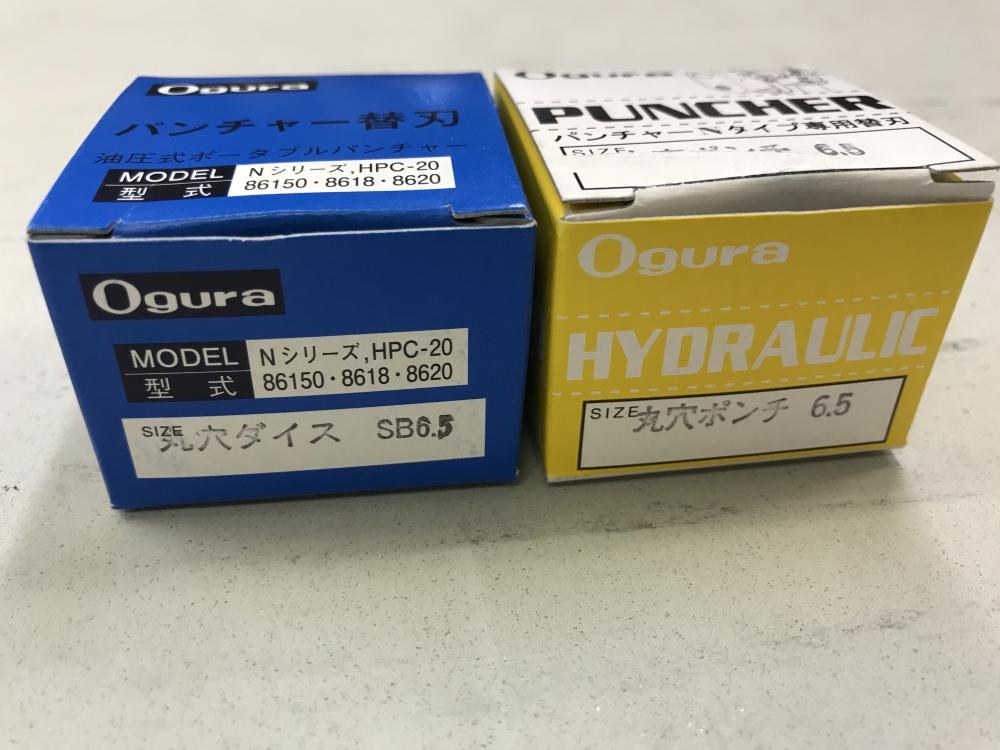 Ogura
パンチャー替刃
油圧式ポータブルパンチャー
MODEL
型式
Nシリーズ,HPC-20
86150・8618・8620
Ogura
MODEL
型式
Nシリーズ,HPC-20
86150・8618・8620
SIZE
丸穴ダイス SB6.5
Ogura
PUNCHER
パンチャーNタイプ専用替刃
SIZE 6.5
Ogura
HYDRAULIC
SIZE 丸穴ポンチ 6.5